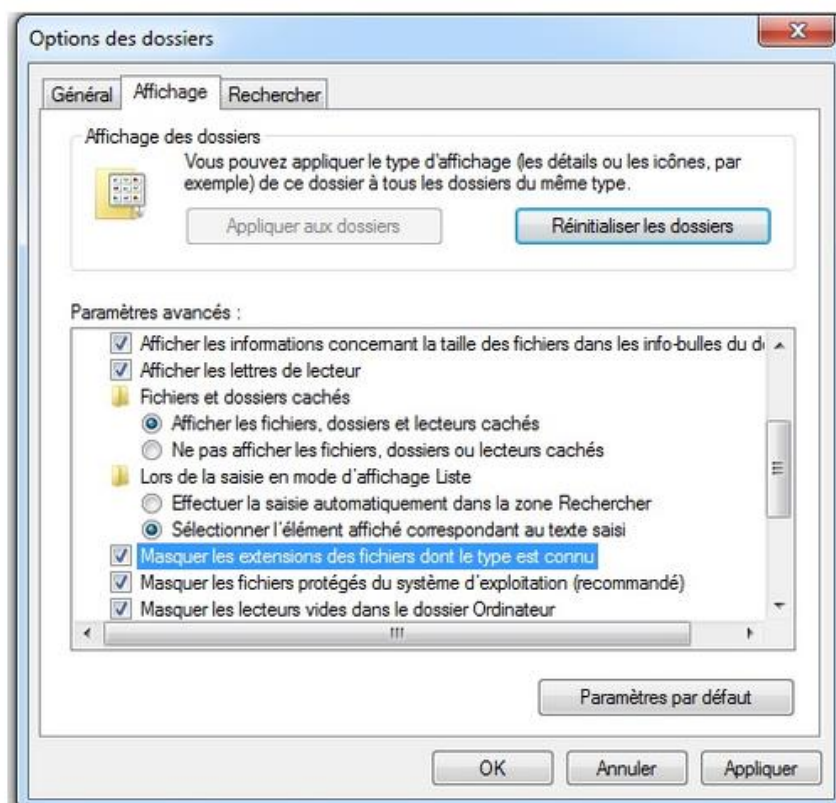 Options des dossiers
Général Affichage Rechercher
Affichage des dossiers
Vous pouvez appliquer le type d'affichage (les détails ou les icônes, par
exemple) de ce dossier à tous les dossiers du même type.
Appliquer aux dossiers Réinitialiser les dossiers
Paramètres avancés :
Afficher les informations concernant la taille des fichiers dans les info-bulles du
Afficher les lettres de lecteur
Fichiers et dossiers cachés
Afficher les fichiers, dossiers et lecteurs cachés
Ne pas afficher les fichiers, dossiers ou lecteurs cachés
Lors de la saisie en mode d'affichage Liste
Effectuer la saisie automatiquement dans la zone Rechercher
Sélectionner l'élément affiché correspondant au texte saisi
Masquer les extensions des fichiers dont le type est connu
Masquer les fichiers protégés du système d'exploitation (recommandé)
Masquer les lecteurs vides dans le dossier Ordinateur
Paramètres par défaut
OK Annuler Appliquer